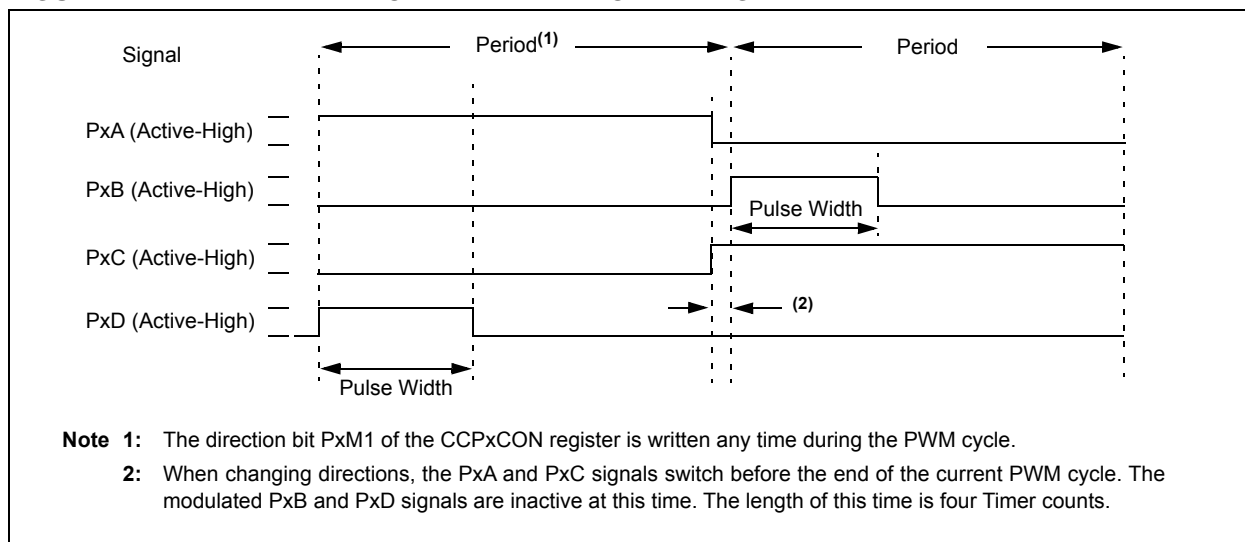 Signal
Period(1)
Period
PxA (Active-High)
PxB (Active-High)
Pulse Width
PxC (Active-High)
(2)
PxD (Active-High)
Pulse Width
Note 1: The direction bit PxM1 of the CCPxCON register is written any time during the PWM cycle.
2: When changing directions, the PxA and PxC signals switch before the end of the current PWM cycle. The
modulated PxB and PxD signals are inactive at this time. The length of this time is four Timer counts.